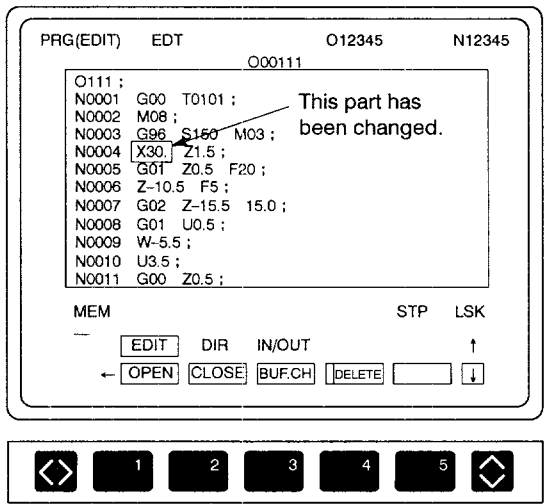 PRG(EDIT) EDT O12345 N12345
O00111
O111 ;
N0001 G00 T0101 ;
N0002 M08 ;
N0003 G96 S150 M03 ;
N0004 X30. Z1.5 ;
N0005 G01 Z0.5 F20 ;
N0006 Z–10.5 F5 ;
N0007 G02 Z–15.5 15.0 ;
N0008 G01 U0.5 ;
N0009 W–5.5 ;
N0010 U3.5 ;
N0011 G00 Z0.5 ;
This part has
been changed.
MEM STP LSK
EDIT DIR IN/OUT ↑
← OPEN CLOSE BUF.CH DELETE ↓
1 2 3 4 5